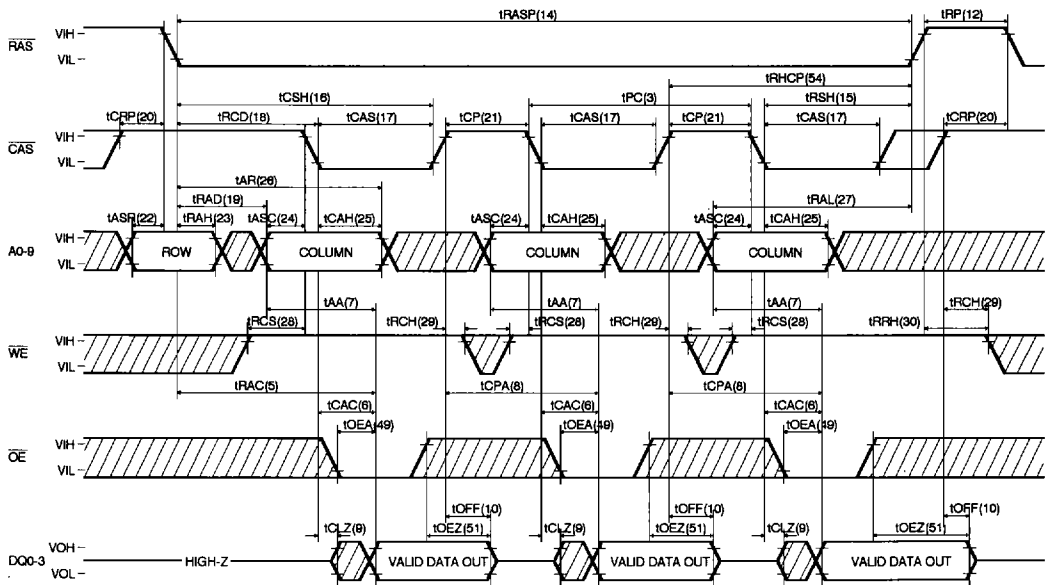 tRASP(14) tRP(12)
VIH
RAS
VIL
tRHCP(54)
tCSH(16) tPC(3) tRSH(15)
tCRP(20) tRCD(18) tCAS(17) tCP(21) tCAS(17) tCP(21) tCAS(17) tCRP(20)
VIH
CAS
VIL
tAR(26)
tRAD(19) tRAL(27)
tASR(22) tRAH(23) tASC(24) tCAH(25) tASC(24) tCAH(25) tASC(24) tCAH(25)
VIH
A0-9 ROW COLUMN COLUMN COLUMN
VIL
tAA(7) tAA(7) tAA(7) tRCH(29)
tRCS(28) tRCH(29) tRCS(28) tRCH(29) tRCS(28) tRRH(30)
VIH
WE
VIL
tRAC(5) tCPA(8) tCPA(8)
tCAC(6) tCAC(6) tCAC(6)
tOEA(49) tOEA(49) tOEA(49)
VIH
OE
VIL
tOFF(10) tOFF(10) tOFF(10)
tCLZ(9) tOEZ(51) tCLZ(9) tOEZ(51) tCLZ(9) tOEZ(51)
VOH
DQ0-3 HIGH-Z VALID DATA OUT VALID DATA OUT VALID DATA OUT
VOL